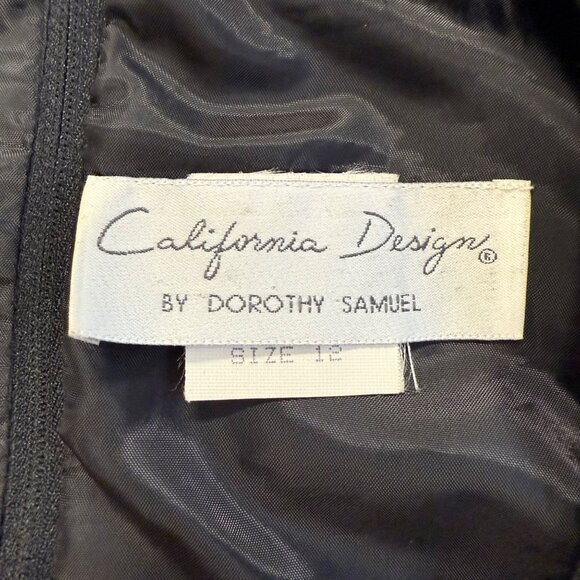 California Design®
BY DOROTHY SAMUEL
SIZE 12